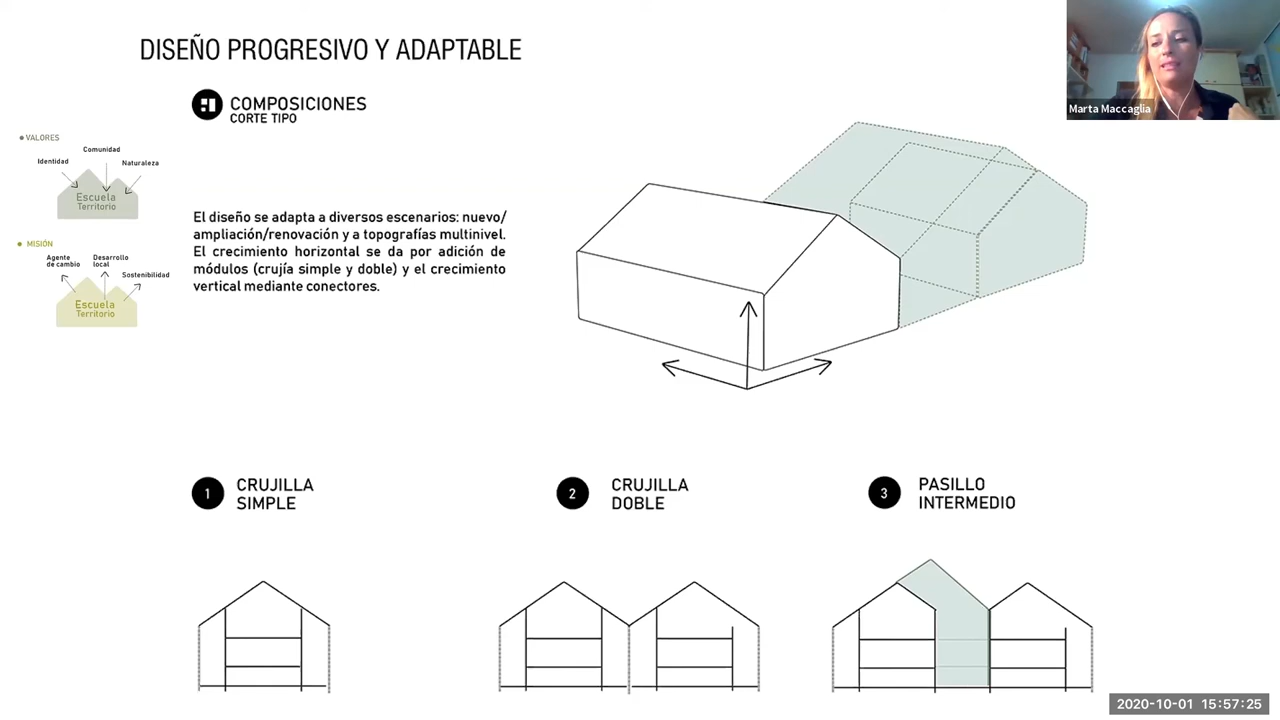 DISEÑO PROGRESIVO Y ADAPTABLE
COMPOSICIONES
CORTE TIPO
VALORES
Comunidad
Identidad
Naturaleza
Escuela
Territorio
MISIÓN
Agente
de cambio
Desarrollo
local
Sostenibilidad
Escuela
Territorio
El diseño se adapta a diversos escenarios: nuevo/
ampliación/renovación y a topografías multinivel.
El crecimiento horizontal se da por adición de
módulos (crujía simple y doble) y el crecimiento
vertical mediante conectores.
Marta Maccaglia
1
CRUJILLA
SIMPLE
2
CRUJILLA
DOBLE
3
PASILLO
INTERMEDIO
2020-10-01 15:57:25